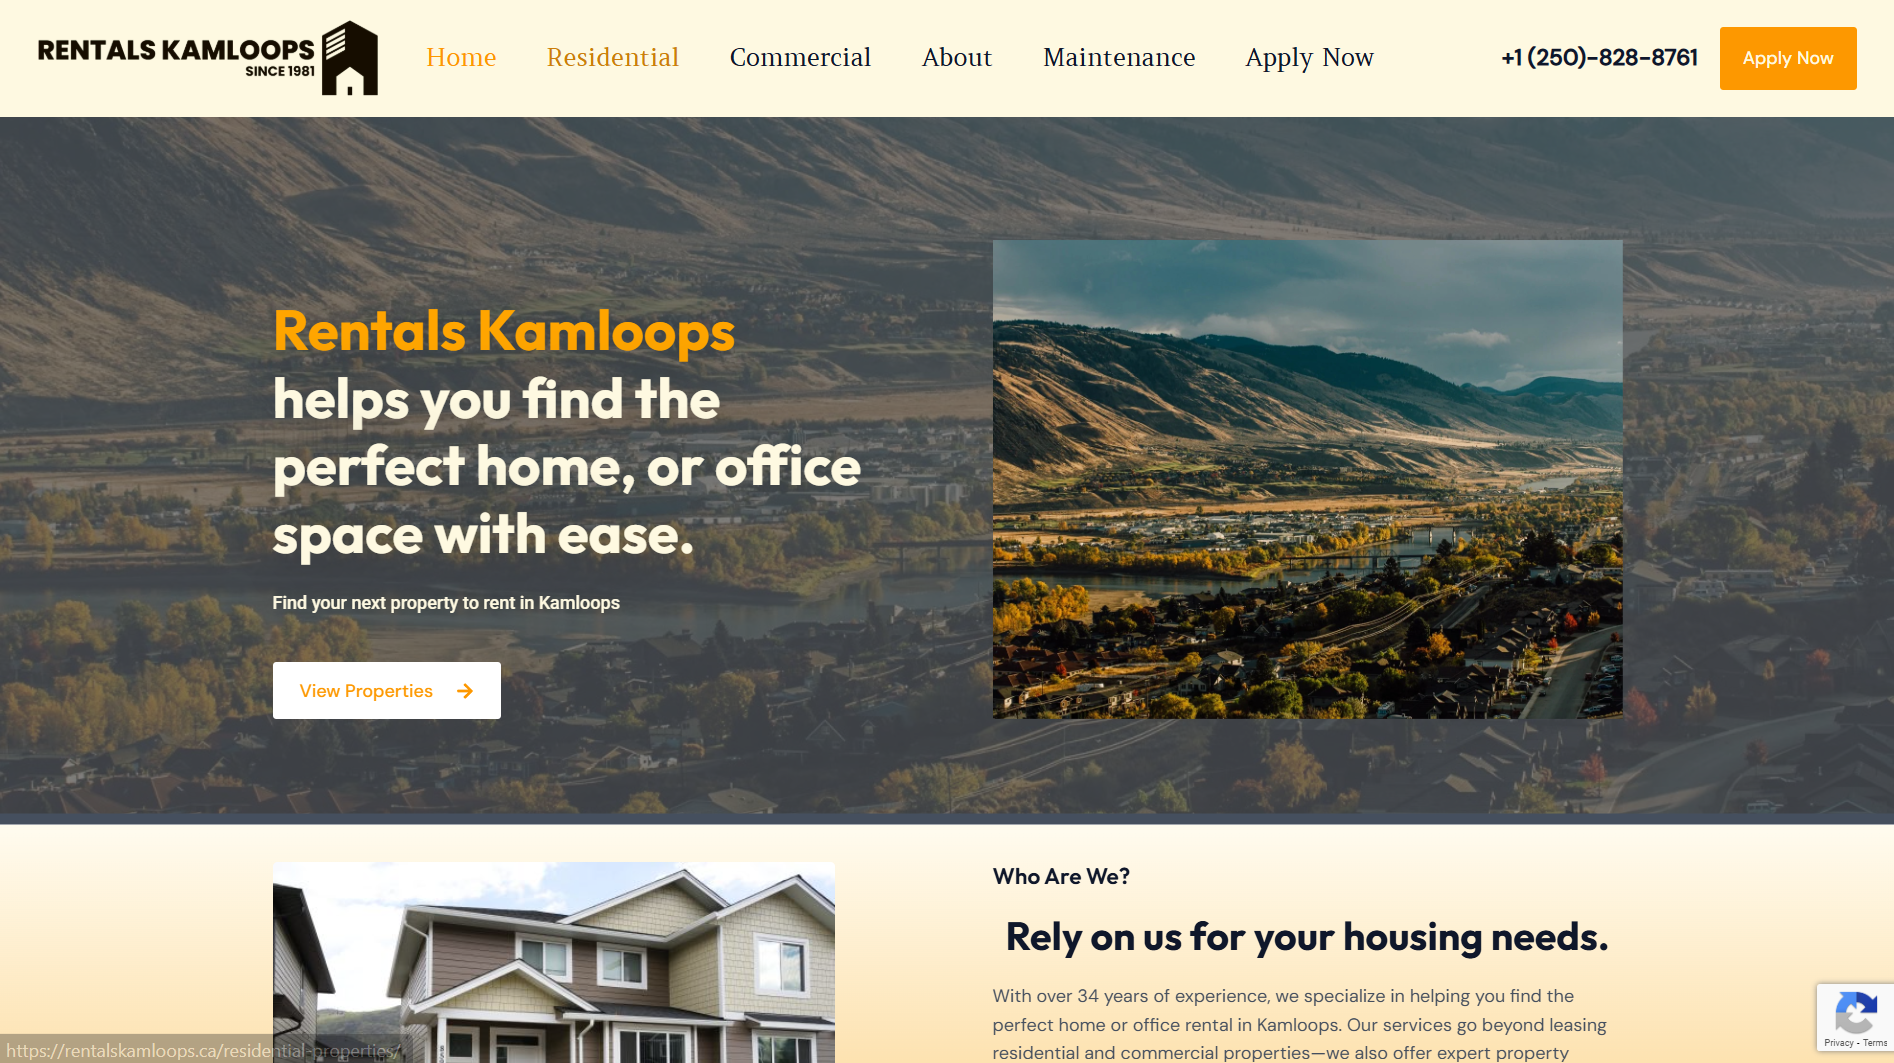 RENTALS KAMLOOPS
SINCE 1981
Home
Residential
Commercial
About
Maintenance
Apply Now
+1 (250)-828-8761
Apply Now
Rentals Kamloops
helps you find the
perfect home, or office
space with ease.
Find your next property to rent in Kamloops
View Properties
Who Are We?
Rely on us for your housing needs.
With over 34 years of experience, we specialize in helping you find the
perfect home or office rental in Kamloops. Our services go beyond leasing
residential and commercial properties—we also offer expert property
Privacy - Terms
https://rentalskamloops.ca/residential-properties/